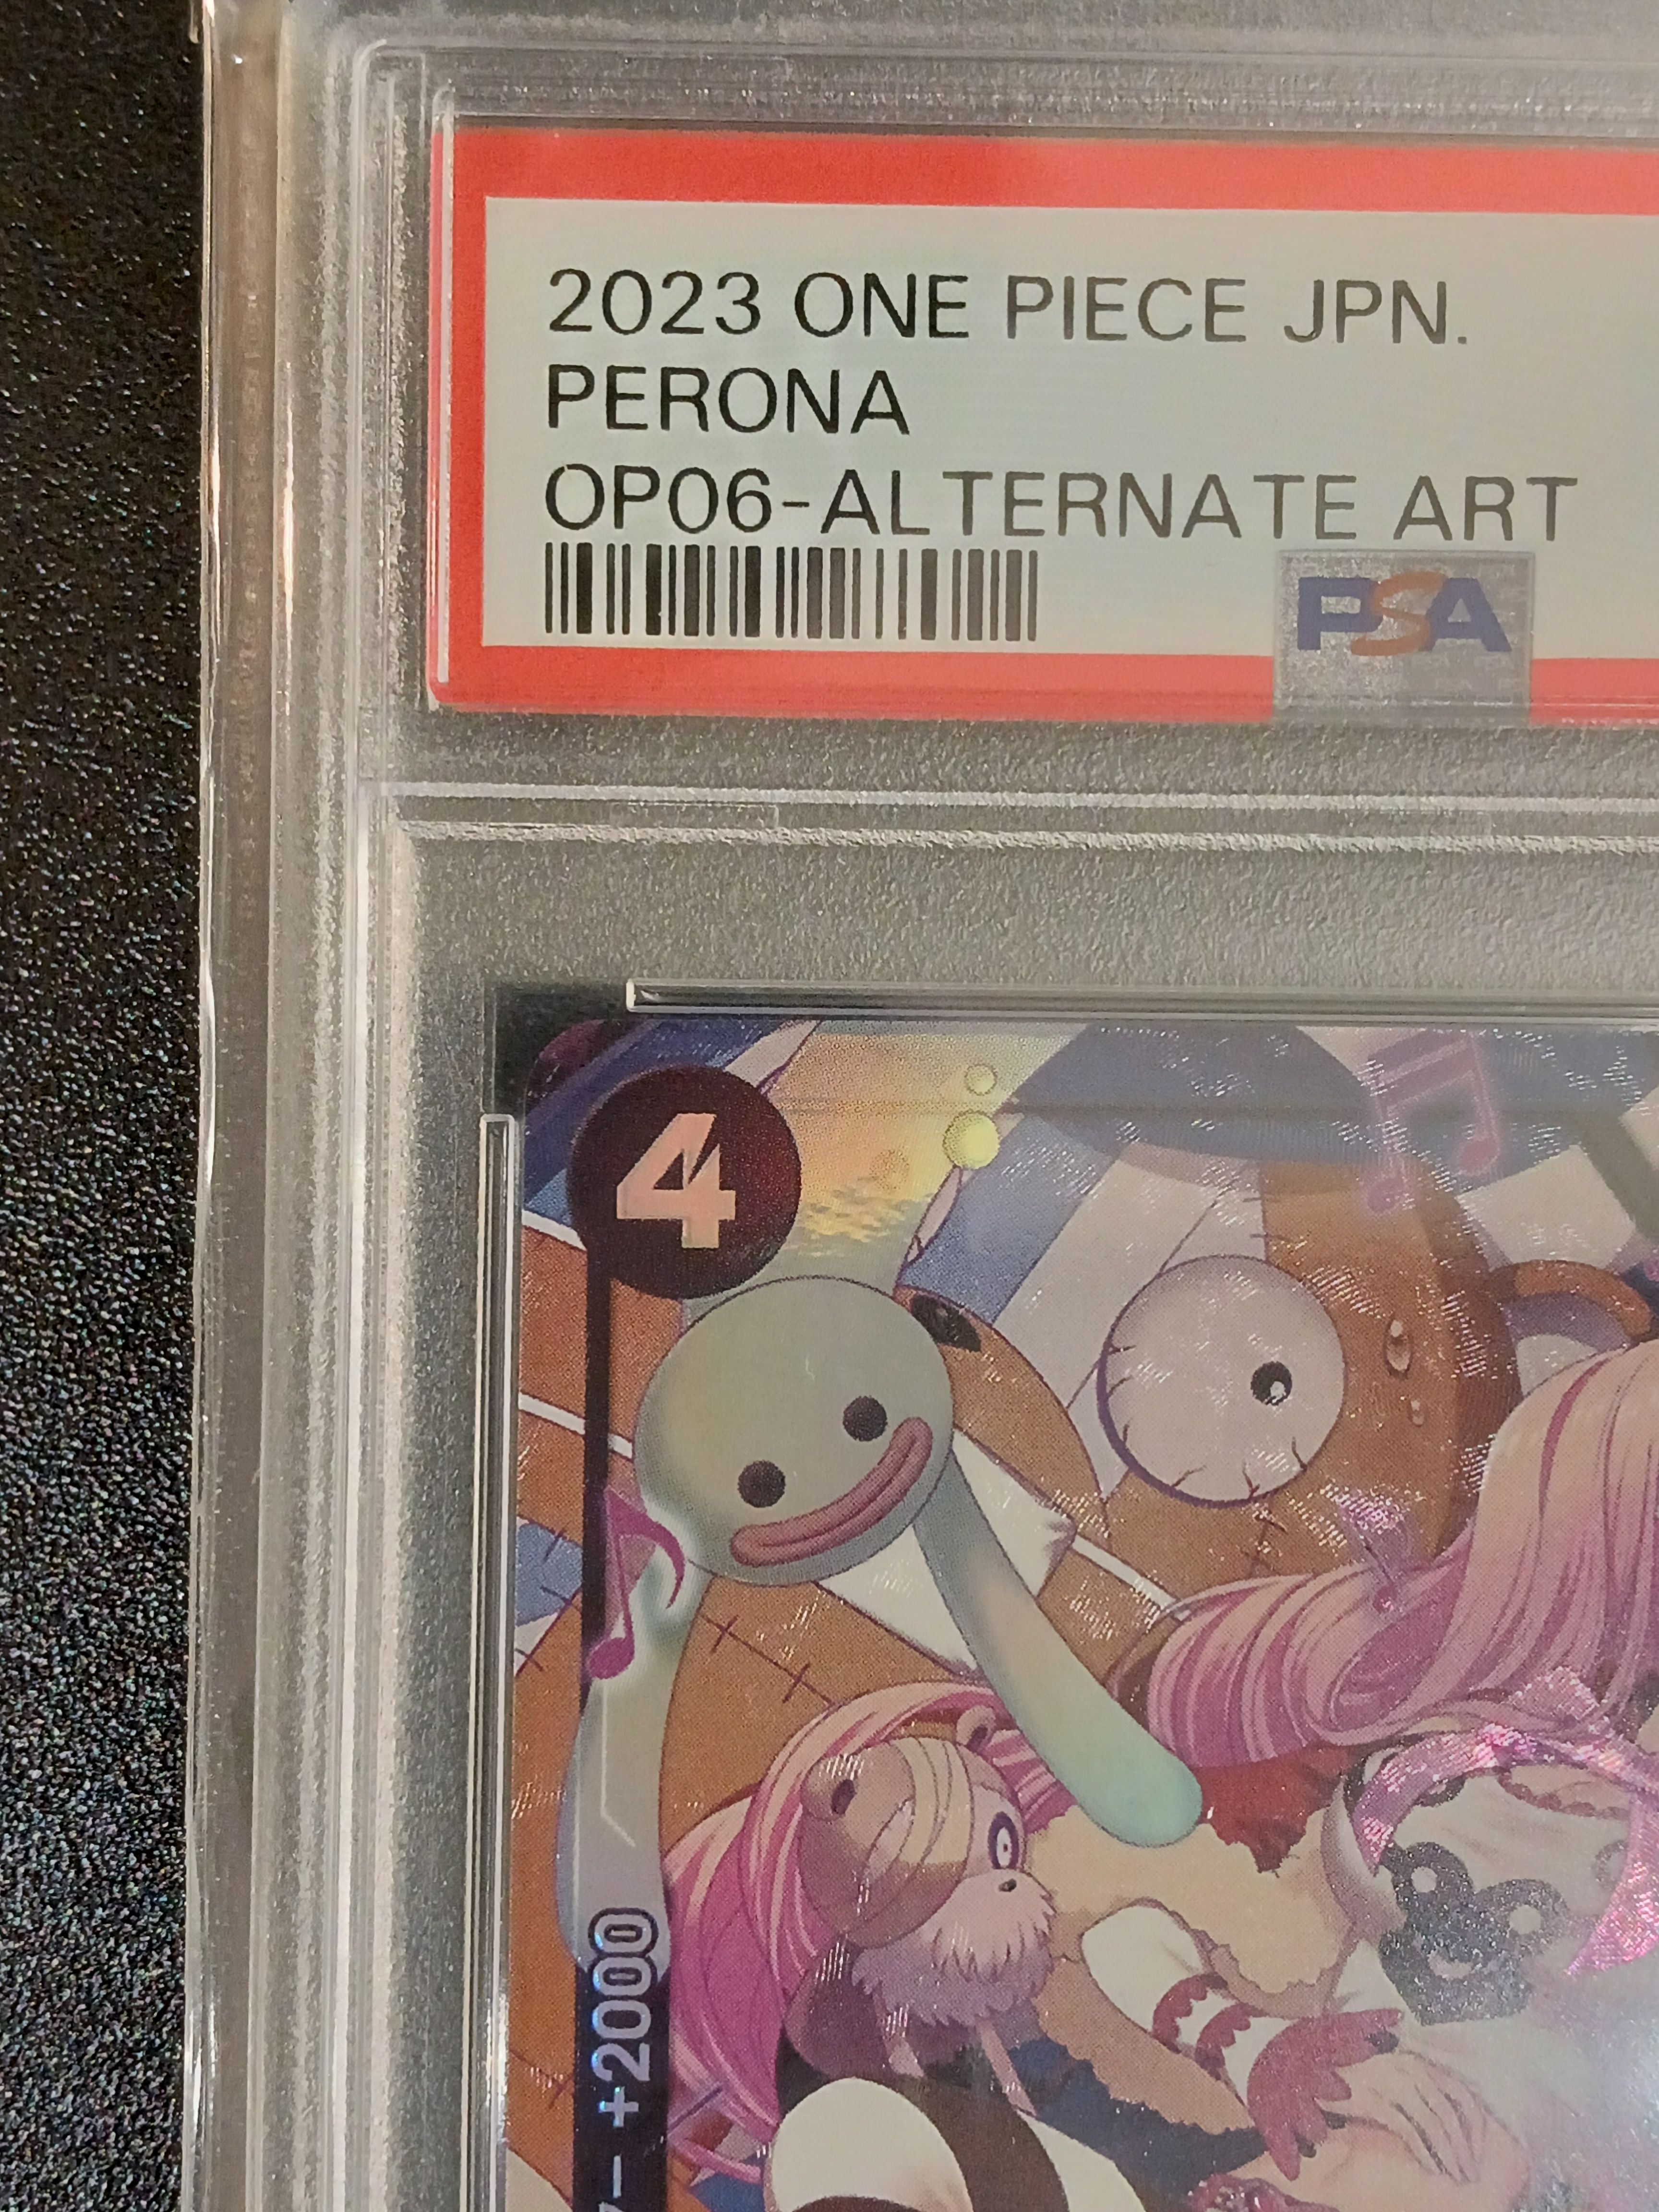 2023 ONE PIECE JPN.
PERONA
OP06-ALTERNATE ART
PSA
4
+2000